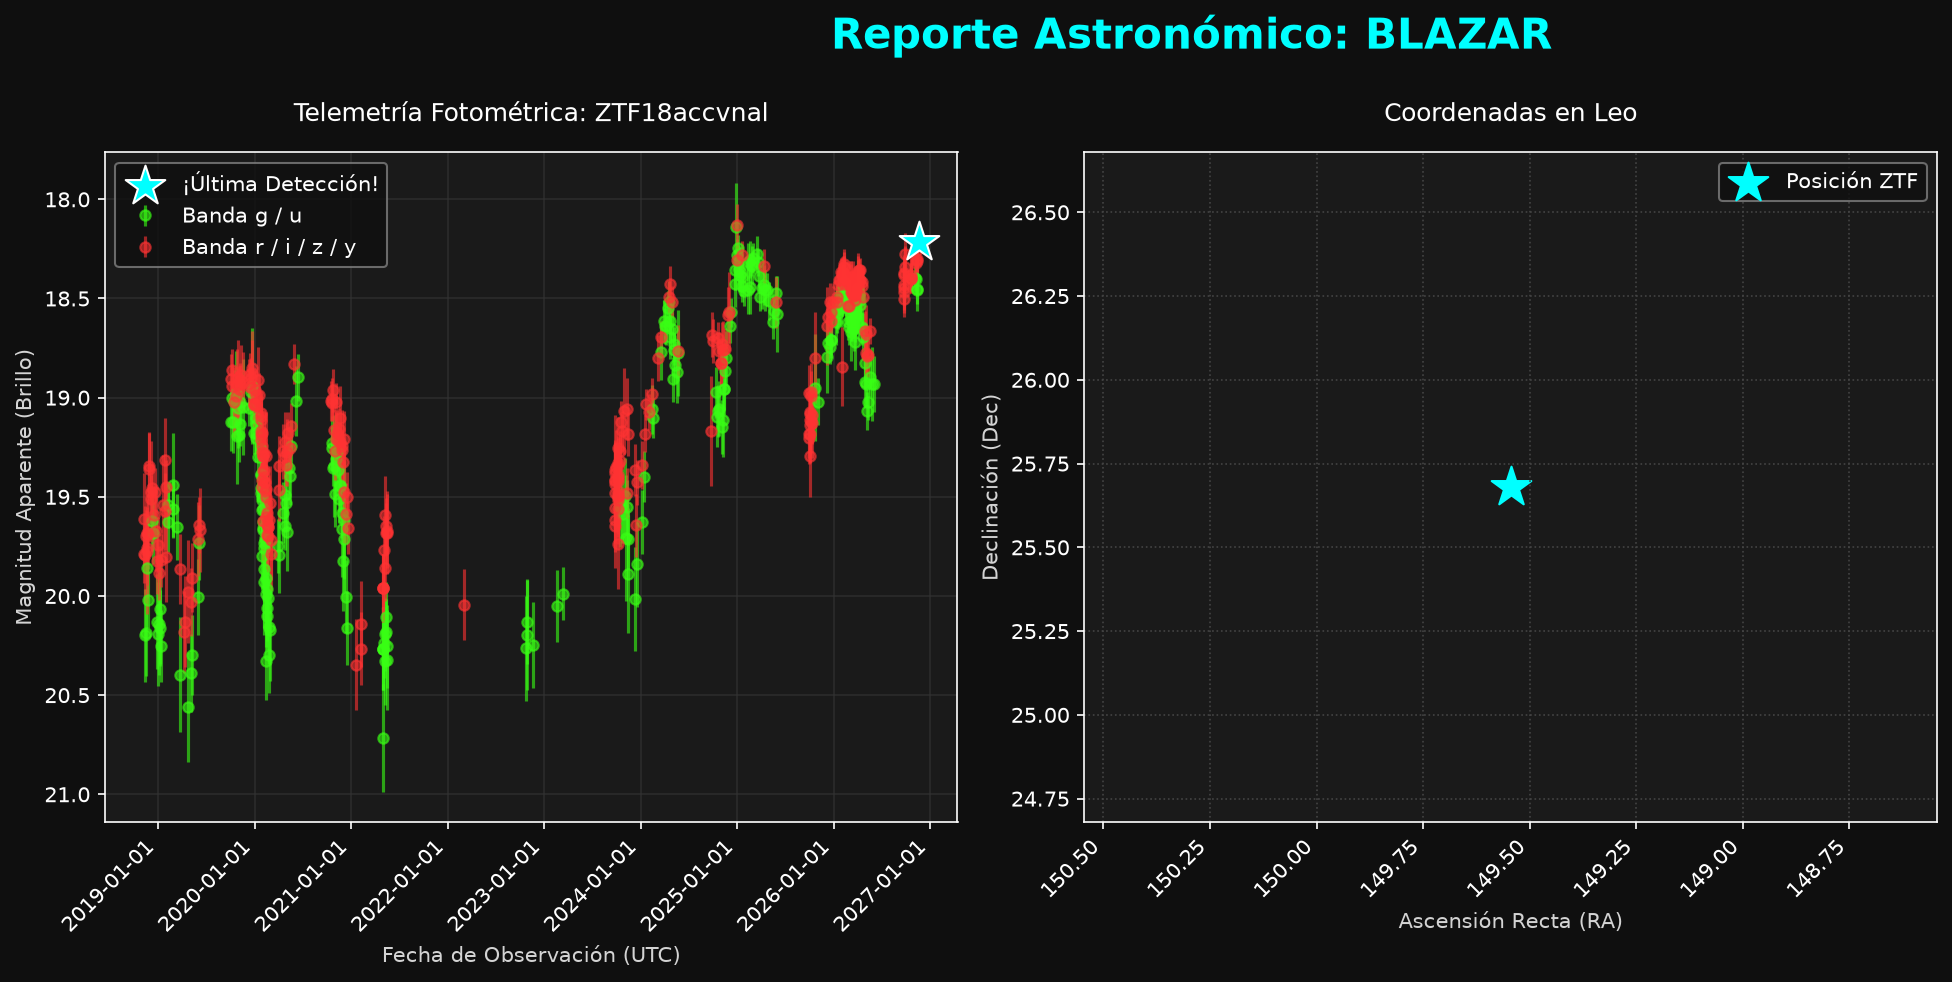 Reporte Astronómico: BLAZAR
Telemetría Fotométrica: ZTF18accvnal
¡Última Detección!
Banda g / u
Banda r / i / z / y
Magnitud Aparente (Brillo)
18.0
18.5
19.0
19.5
20.0
20.5
21.0
2019-01-01
2020-01-01
2021-01-01
2022-01-01
2023-01-01
2024-01-01
2025-01-01
2026-01-01
2027-01-01
Fecha de Observación (UTC)
Coordenadas en Leo
Posición ZTF
Declinación (Dec)
26.50
26.25
26.00
25.75
25.50
25.25
25.00
24.75
150.50
150.25
150.00
149.75
149.50
149.25
149.00
148.75
Ascensión Recta (RA)